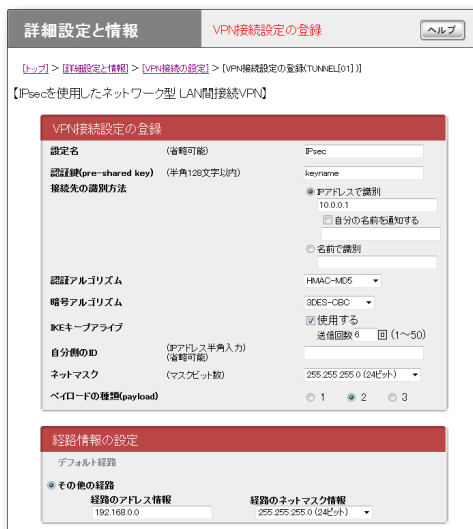 詳細設定と情報 VPN接続設定の登録 ヘルプ
[トップ] > [詳細設定と情報] > [VPN接続の設定] > [VPN接続設定の登録(TUNNEL[01] )]
【IPsecを使用したネットワーク型 LAN間接続VPN】
VPN接続設定の登録
設定名 (省略可能) IPsec
認証鍵(pre-shared key) (半角128文字以内) keyname
接続先の識別方法 IPアドレスで識別
10.0.0.1
自分の名前を通知する
名前で識別
認証アルゴリズム HMAC-MD5
暗号アルゴリズム 3DES-CBC
IKEキープアライブ 使用する
送信回数 6 回 (1～50)
自分側のID (IPアドレス半角入力)
(省略可能)
ネットマスク (マスクビット数) 255.255.255.0 (24ビット)
ペイロードの種類(payload) 1 2 3
経路情報の設定
デフォルト経路
その他の経路
経路のアドレス情報 経路のネットマスク情報
192.168.0.0 255.255.255.0 (24ビット)